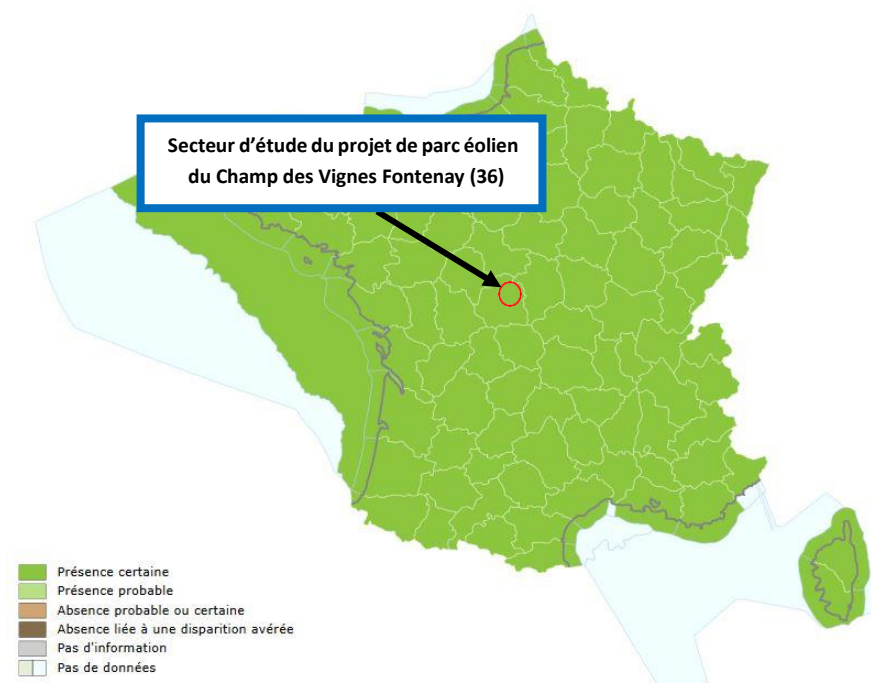 Secteur d'étude du projet de parc éolien
du Champ des Vignes Fontenay (36)
Présence certaine
Présence probable
Absence probable ou certaine
Absence liée à une disparition avérée
Pas d'information
Pas de données